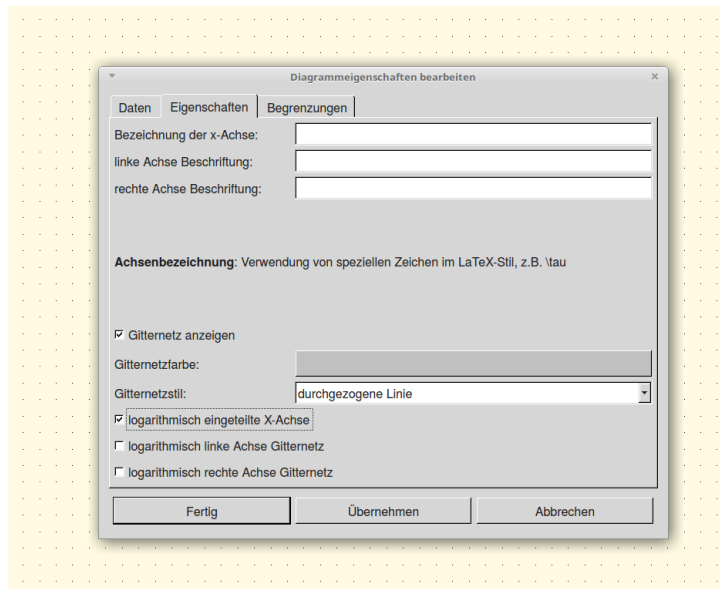 Diagrammeigenschaften bearbeiten
Daten Eigenschaften Begrenzungen
Bezeichnung der x-Achse:
linke Achse Beschriftung:
rechte Achse Beschriftung:
Achsenbezeichnung: Verwendung von speziellen Zeichen im LaTeX-Stil, z.B. \tau
Gitternetz anzeigen
Gitternetzfarbe:
Gitternetzstil: durchgezogene Linie
logarithmisch eingeteilte X-Achse
logarithmisch linke Achse Gitternetz
logarithmisch rechte Achse Gitternetz
Fertig Übernehmen Abbrechen